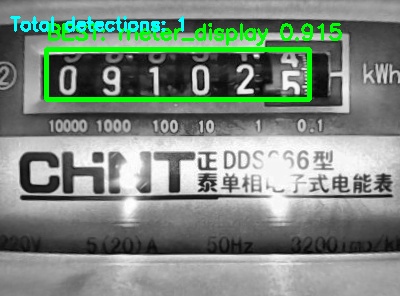 Total detections: 1
BEST: meter_display 0.915
② 0 9 1 0 2 5 kWh
10000 1000 100 10 1 0.1
CHNT 正泰 DDS666型
单相电子式电能表
220V 5(20)A 50Hz 3200imp/k